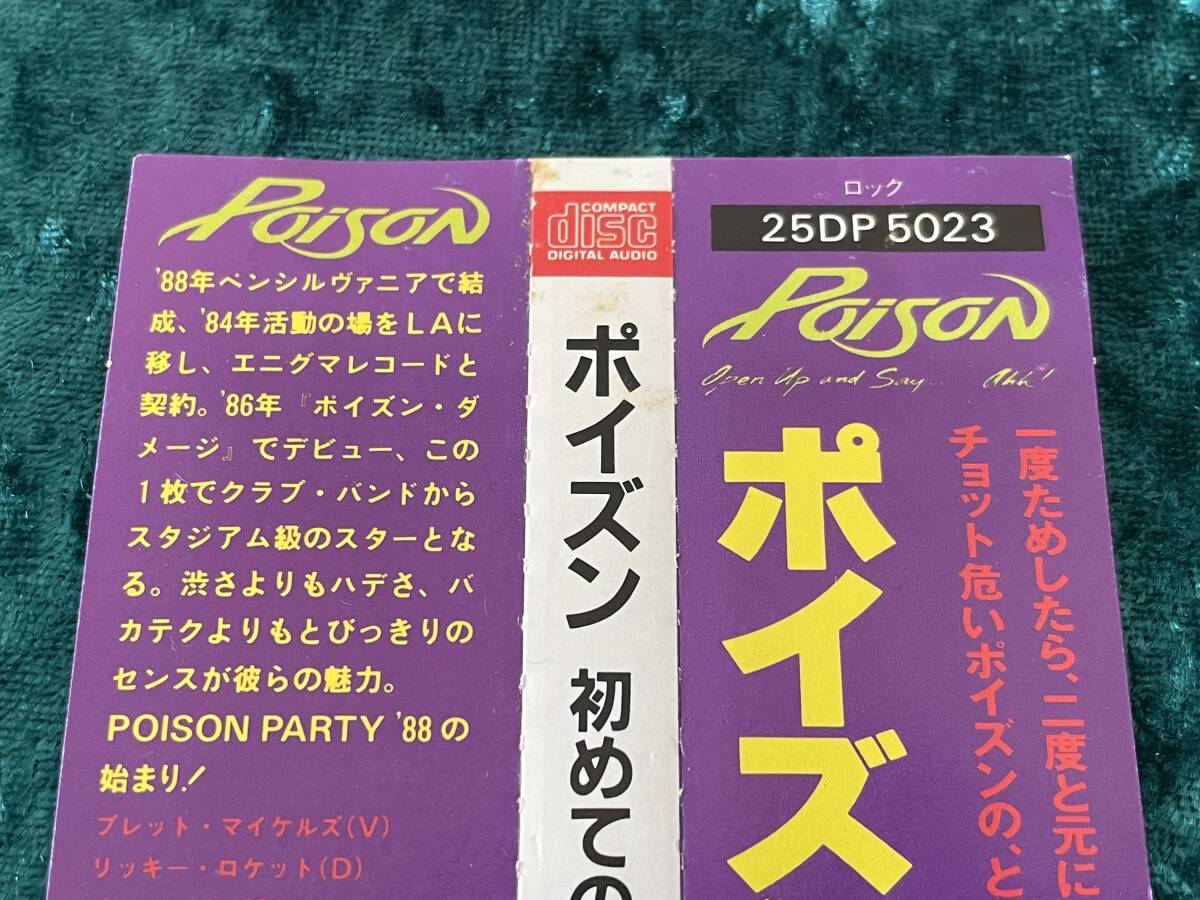 POISON
'88年ペンシルヴァニアで結
成、'84年活動の場をLAに
移し、エニグマレコードと
契約。'86年『ポイズン・ダ
メージ』でデビュー、この
1枚でクラブ・バンドから
スタジアム級のスターとな
る。渋さよりもハデさ、バ
カテクよりもとびっきりの
センスが彼らの魅力。
POISON PARTY '88の
始まり!
ブレット・マイケルズ(V)
リッキー・ロケット(D)
COMPACT
disc
DIGITAL AUDIO
ポイズン 初めての
ロック
25DP 5023
POISON
Open Up and Say... Ahh!
一度ためしたら、二度と元に
チョット危いポイズンの、と
ポイズ